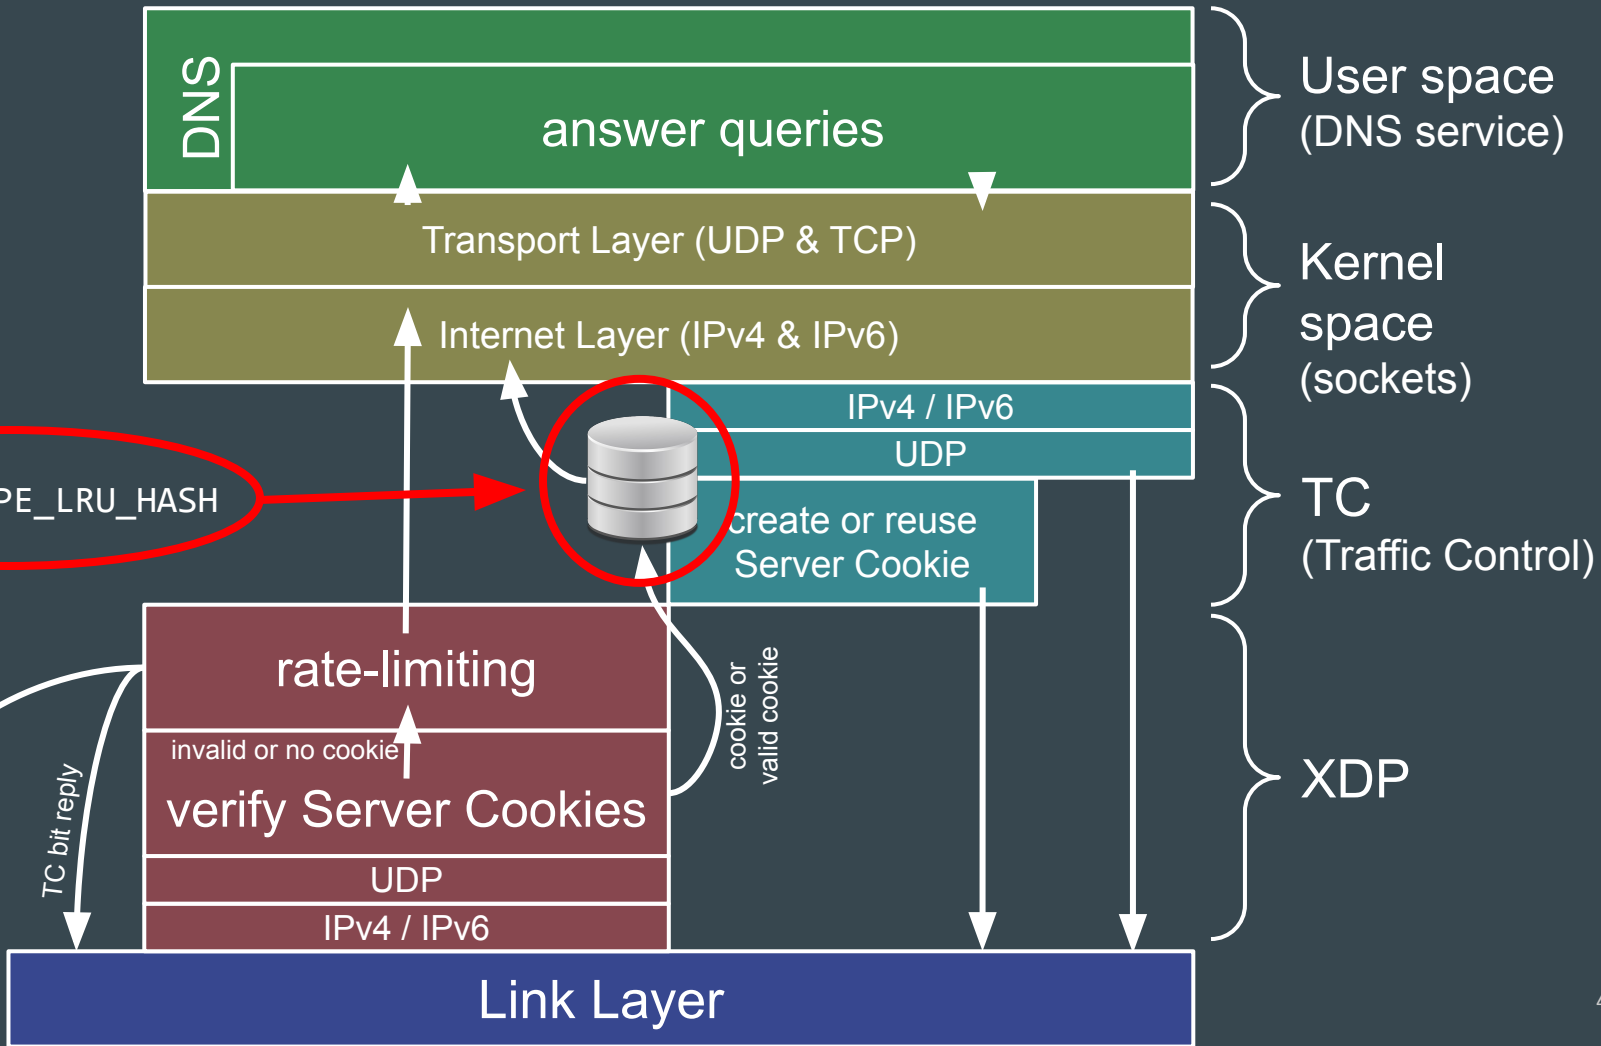 DNS
answer queries
User space
(DNS service)
Transport Layer (UDP & TCP)
Internet Layer (IPv4 & IPv6)
Kernel
space
(sockets)
IPv4 / IPv6
UDP
PE_LRU_HASH
create or reuse
Server Cookie
TC
(Traffic Control)
rate-limiting
cookie or
valid cookie
invalid or no cookie
verify Server Cookies
XDP
TC bit reply
UDP
IPv4 / IPv6
Link Layer
4